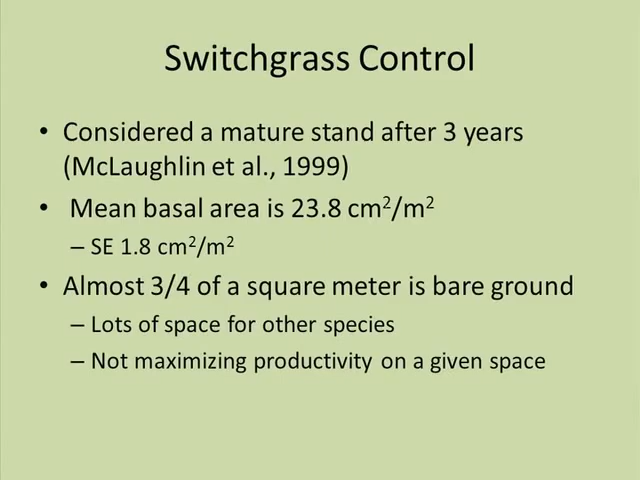 Switchgrass Control
• Considered a mature stand after 3 years
(McLaughlin et al., 1999)
• Mean basal area is 23.8 cm²/m²
– SE 1.8 cm²/m²
• Almost 3/4 of a square meter is bare ground
– Lots of space for other species
– Not maximizing productivity on a given space